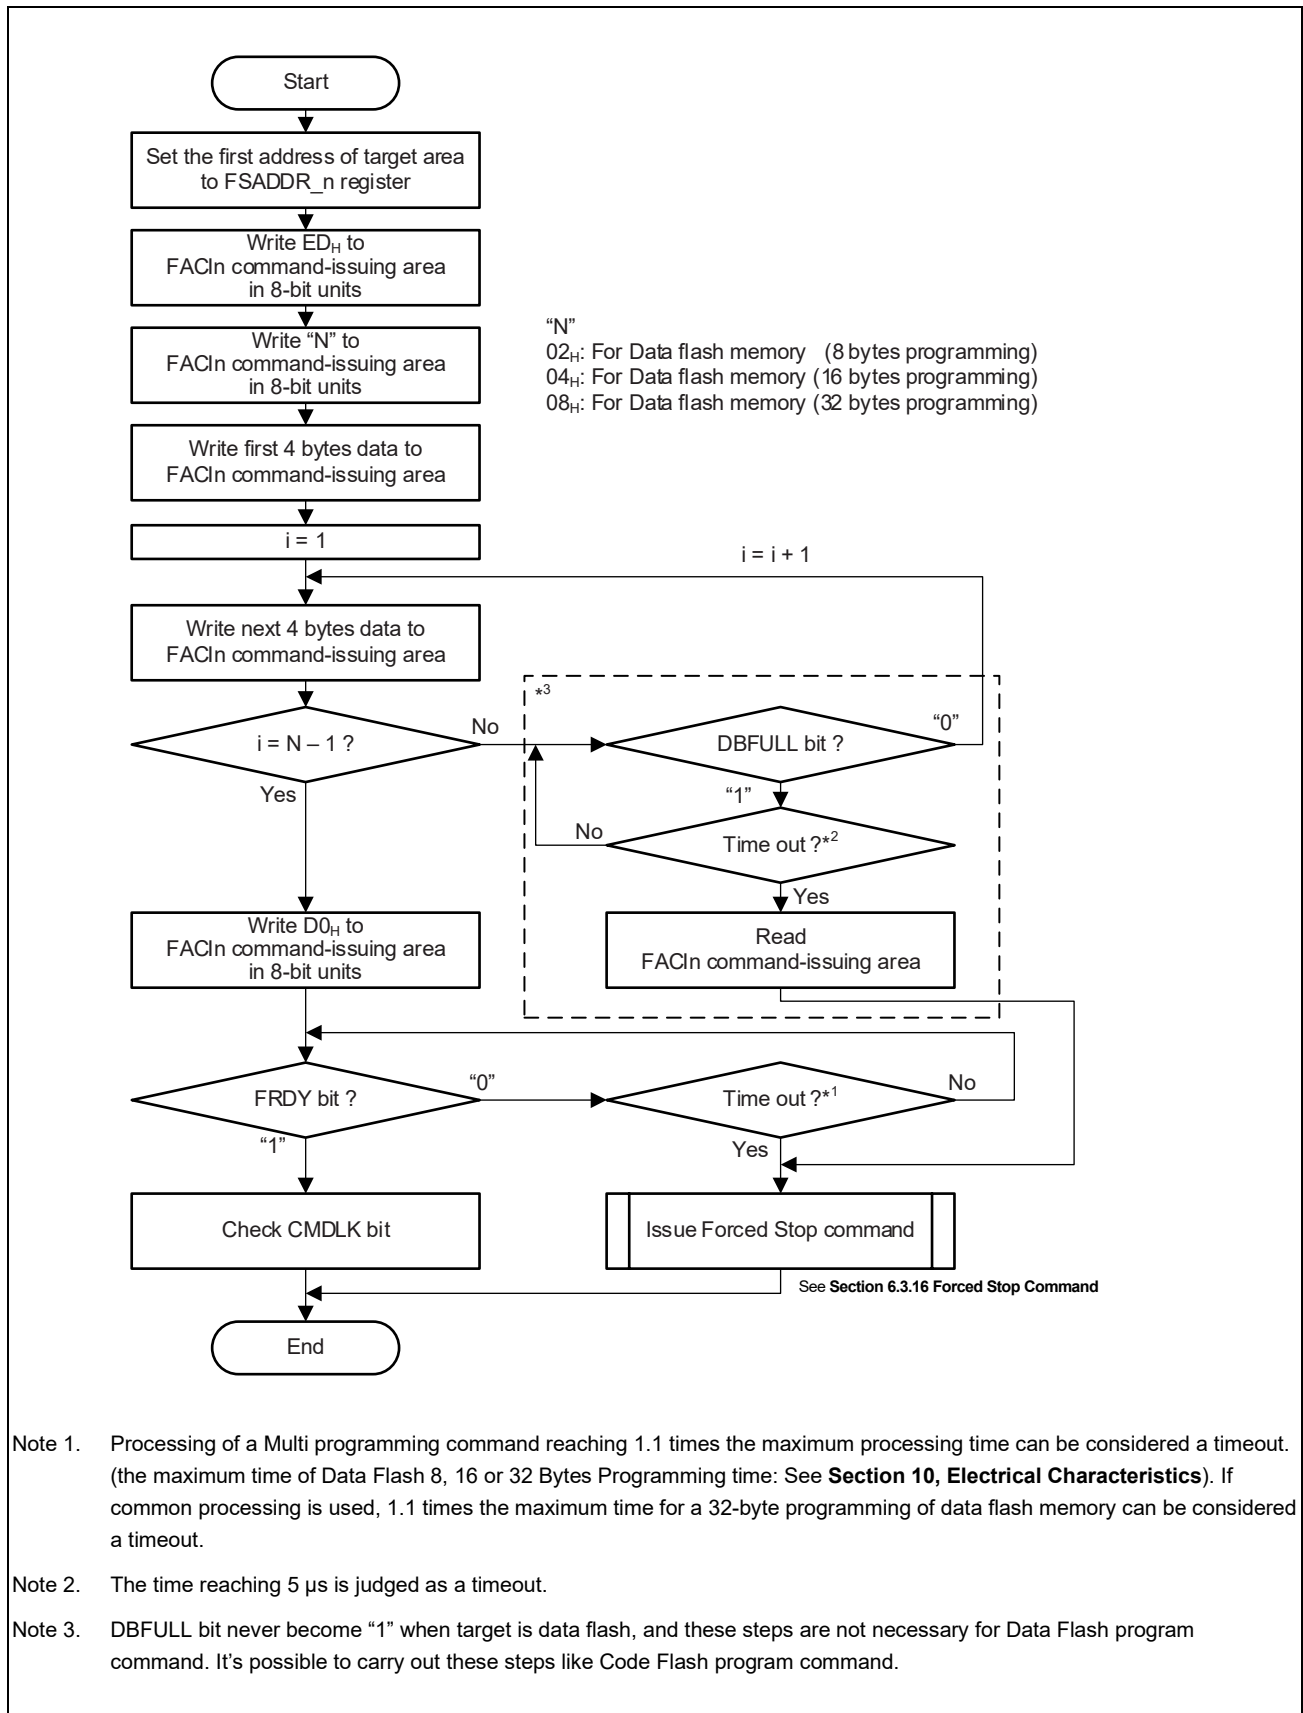 Start
Set the first address of target area
to FSADDR_n register
Write EDH to
FACIn command-issuing area
in 8-bit units
Write “N” to
FACIn command-issuing area
in 8-bit units
“N”
02H: For Data flash memory (8 bytes programming)
04H: For Data flash memory (16 bytes programming)
08H: For Data flash memory (32 bytes programming)
Write first 4 bytes data to
FACIn command-issuing area
i = 1
i = i + 1
Write next 4 bytes data to
FACIn command-issuing area
*3
i = N – 1 ?
No
DBFULL bit ?
“0”
Yes
“1”
No
Time out ?*2
Yes
Write D0H to
FACIn command-issuing area
in 8-bit units
Read
FACIn command-issuing area
FRDY bit ?
“0”
Time out ?*1
No
“1”
Yes
Check CMDLK bit
Issue Forced Stop command
See Section 6.3.16 Forced Stop Command
End
Note 1. Processing of a Multi programming command reaching 1.1 times the maximum processing time can be considered a timeout.
(the maximum time of Data Flash 8, 16 or 32 Bytes Programming time: See Section 10, Electrical Characteristics). If
common processing is used, 1.1 times the maximum time for a 32-byte programming of data flash memory can be considered
a timeout.
Note 2. The time reaching 5 µs is judged as a timeout.
Note 3. DBFULL bit never become “1” when target is data flash, and these steps are not necessary for Data Flash program
command. It’s possible to carry out these steps like Code Flash program command.